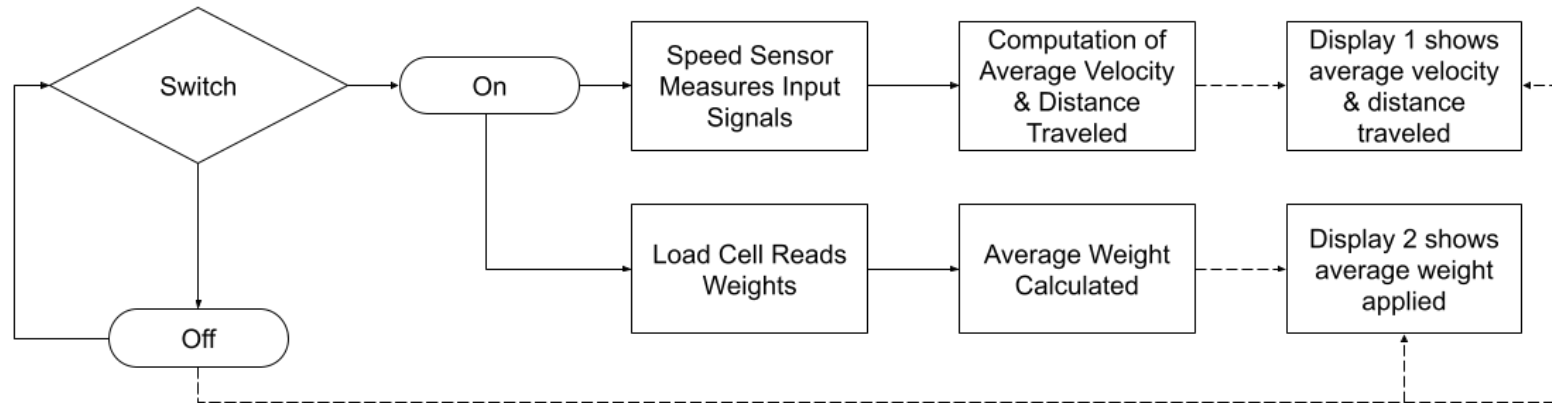 Switch
On
Speed Sensor
Measures Input
Signals
Computation of
Average Velocity
& Distance
Traveled
Display 1 shows
average velocity
& distance
traveled
Load Cell Reads
Weights
Average Weight
Calculated
Display 2 shows
average weight
applied
Off